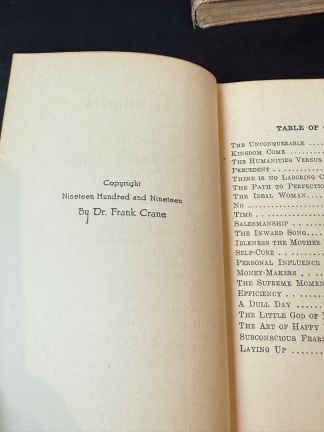 Copyright
Nineteen Hundred and Nineteen
By Dr. Frank Crane
TABLE OF
THE UNCONQUERABLE
KINGDOM COME
THE HUMANITIES VERSUS
PRECEDENT
THERE IS NO LABORING
THE PATH TO PERFECTION
THE IDEAL WOMAN
NO
TIME
SALESMANSHIP
THE INWARD SONG
IDLENESS THE MOTHER
SELF-CURE
PERSONAL INFLUENCE
MONEY-MAKERS
THE SUPREME MOMENT
EFFICIENCY
A DULL DAY
THE LITTLE GOD OF
THE ART OF HAPPY
SUBCONSCIOUS
LAYING UP